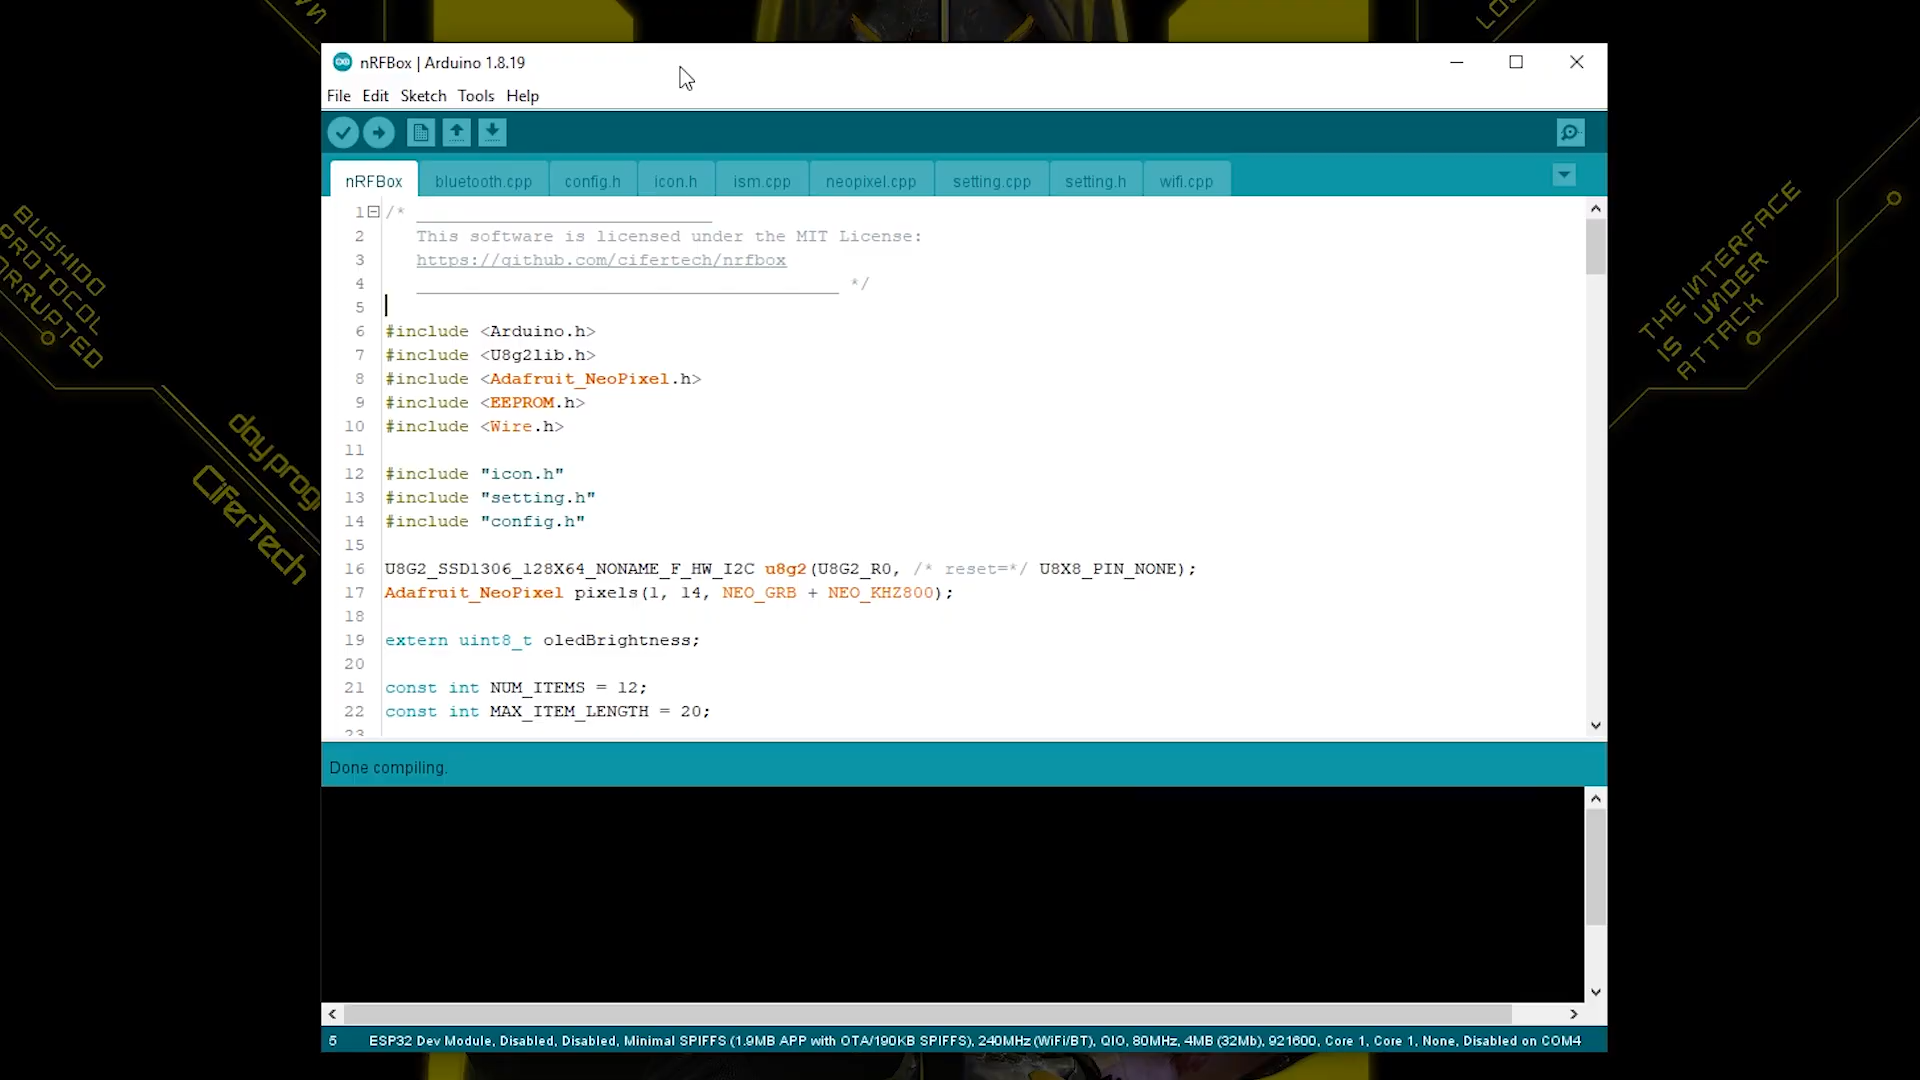 nRFBox | Arduino 1.8.19
File Edit Sketch Tools Help
nRFBox bluetooth.cpp config.h icon.h ism.cpp neopixel.cpp setting.cpp setting.h wifi.cpp
1 /* ____________________________
2 This software is licensed under the MIT License:
3 https://github.com/cifertech/nrfbox
4 ________________________________________ */
5
6 #include <Arduino.h>
7 #include <U8g2lib.h>
8 #include <Adafruit_NeoPixel.h>
9 #include <EEPROM.h>
10 #include <Wire.h>
11
12 #include "icon.h"
13 #include "setting.h"
14 #include "config.h"
15
16 U8G2_SSD1306_128X64_NONAME_F_HW_I2C u8g2(U8G2_R0, /* reset=*/ U8X8_PIN_NONE);
17 Adafruit_NeoPixel pixels(1, 14, NEO_GRB + NEO_KHZ800);
18
19 extern uint8_t oledBrightness;
20
21 const int NUM_ITEMS = 12;
22 const int MAX_ITEM_LENGTH = 20;
23
Done compiling.
5 ESP32 Dev Module, Disabled, Disabled, Minimal SPIFFS (1.9MB APP with OTA/190KB SPIFFS), 240MHz (WiFi/BT), QIO, 80MHz, 4MB (32Mb), 921600, Core 1, Core 1, None, Disabled on COM4
BUSHIDO
PROTOCOL
CiferTech
THE INTERFACE
IS UNDER
ATTACK